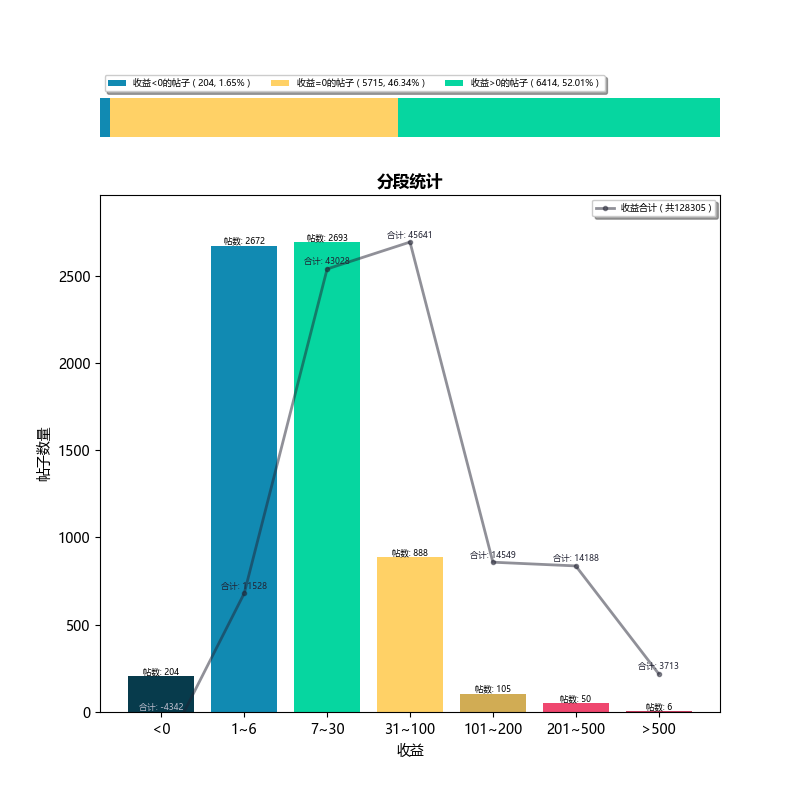 收益<0的帖子 ( 204, 1.65% ) 收益=0的帖子 ( 5715, 46.34% ) 收益>0的帖子 ( 6414, 52.01% )
分段统计
收益合计 ( 共128305 )
合计: 45641
帖数: 2693
帖数: 2672
合计: 43028
2500
2000
1500
1000
500
0
帖子数量
合计: 14549
合计: 14188
帖数: 888
合计: 11528
帖数: 204
合计: 3713
帖数: 105
帖数: 50
帖数: 6
合计: -4342
<0 1~6 7~30 31~100 101~200 201~500 >500
收益